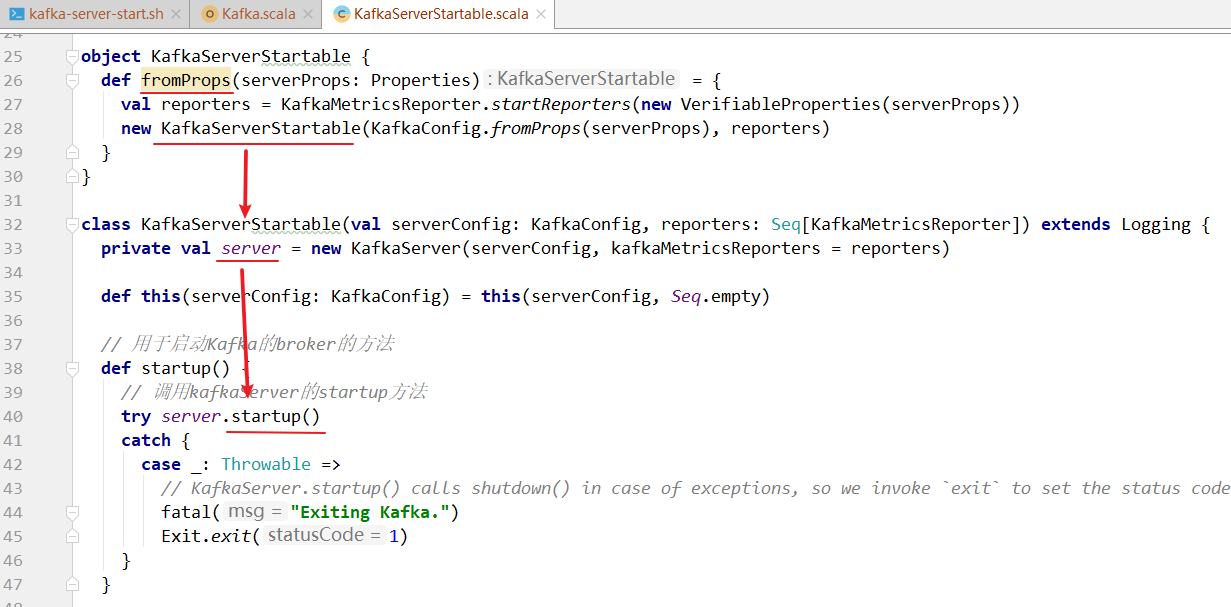 kafka-server-start.sh Kafka.scala KafkaServerStartable.scala
24
25 object KafkaServerStartable {
26 def fromProps(serverProps: Properties) : KafkaServerStartable = {
27 val reporters = KafkaMetricsReporter.startReporters(new VerifiableProperties(serverProps))
28 new KafkaServerStartable(KafkaConfig.fromProps(serverProps), reporters)
29 }
30 }
31
32 class KafkaServerStartable(val serverConfig: KafkaConfig, reporters: Seq[KafkaMetricsReporter]) extends Logging {
33 private val server = new KafkaServer(serverConfig, kafkaMetricsReporters = reporters)
34
35 def this(serverConfig: KafkaConfig) = this(serverConfig, Seq.empty)
36
37 // 用于启动Kafka的broker的方法
38 def startup() {
39 // 调用kafkaServer的startup方法
40 try server.startup()
41 catch {
42 case _: Throwable =>
43 // KafkaServer.startup() calls shutdown() in case of exceptions, so we invoke `exit` to set the status code
44 fatal( msg = "Exiting Kafka.")
45 Exit.exit( statusCode = 1)
46 }
47 }
48